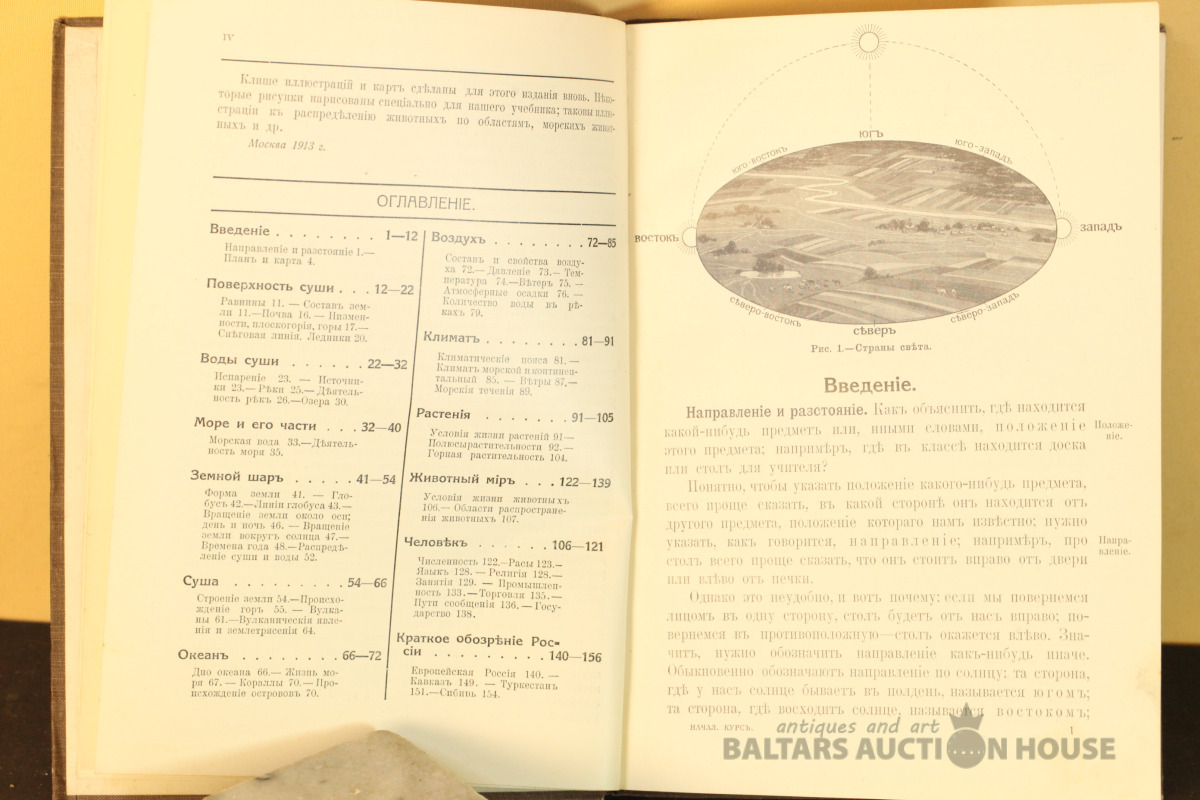 IV
Клише иллюстрацій и картъ сдѣланы для этого изданія вновь. Нѣко-
торые рисунки нарисованы спеціально для нашего учебника; таковы иллю-
страціи къ распредѣленію животныхъ по областямъ, морскихъ живот-
ныхъ и др.
Москва 1913 г.
ОГЛАВЛЕНІЕ.
Введеніе . . . . . . . . 1—12
Направленіе и разстояніе 1.—
Планъ и карта 4.
Поверхность суши . . . 12—22
Равнины 11. — Составъ зем-
ли 11.—Почва 16. — Низмен-
ности, плоскогорія, горы 17.—
Снѣговая линія. Ледники 20.
Воды суши . . . . . . 22—32
Испареніе 23. — Источни-
ки 23.— Рѣки 25.—Дѣятель-
ность рѣкъ 26.—Озера 30.
Море и его части . . . 32—40
Морская вода 33.—Дѣятель-
ность моря 35.
Земной шаръ . . . . . 41—54
Форма земли 41. — Гло-
бусъ 42.—Линіи глобуса 43.—
Вращеніе земли около оси;
день и ночь 46. — Вращеніе
земли вокругъ солнца 47.—
Времена года 48.—Распредѣ-
леніе суши и воды 52.
Суша . . . . . . . . . 54—66
Строеніе земли 54.—Происхо-
жденіе горъ 55. — Вулка-
ны 61.—Вулканическія явле-
нія и землетрясенія 64.
Океанъ . . . . . . . . 66—72
Дно океана 66.— Жизнь мо-
ря 67. — Кораллы 70.— Про-
исхожденіе острововъ 70.
Воздухъ . . . . . . . . 72—85
Составъ и свойства возду-
ха 72.— Давленіе 73.— Тем-
пература 74.—Вѣтеръ 75. —
Атмосферные осадки 76. —
Количество воды въ рѣ-
кахъ 79.
Климатъ . . . . . . . . 81—91
Климатическіе пояса 81. —
Климатъ морской и континен-
тальный 85. — Вѣтры 87.—
Морскія теченія 89.
Растенія . . . . . . . 91—105
Условія жизни растеній 91—
Полюсы растительности 92.—
Горная растительность 104.
Животный міръ . . . 122—139
Условія жизни животныхъ
106.— Области распростране-
нія животныхъ 107.
Человѣкъ . . . . . . 106—121
Численность 122.—Расы 123.—
Языкъ 128. — Религія 128.—
Занятія 129. — Промышлен-
ность 133.—Торговля 135.—
Пути сообщенія 136.— Госу-
дарство 138.
Краткое обозрѣніе Рос-
сіи . . . . . . . . . . 140—156
Европейская Россія 140. —
Кавказъ 149. — Туркестанъ
151.—Сибирь 154.
югъ
юго-востокъ
юго-западъ
востокъ
западъ
сѣверо-востокъ
сѣверо-западъ
сѣверъ
Рис. 1.—Страны свѣта.
Введеніе.
Направленіе и разстояніе. Какъ объяснить, гдѣ находится
какой-нибудь предметъ или, иными словами, положеніе
этого предмета; напримѣръ, гдѣ въ классѣ находится доска
или столъ для учителя?
Положе-
ніе.
Понятно, чтобы указать положеніе какого-нибудь предмета,
всего проще сказать, въ какой сторонѣ онъ находится отъ
другого предмета, положеніе котораго намъ извѣстно; нужно
указать, какъ говорится, направленіе; напримѣръ, про
столъ всего проще сказать, что онъ стоитъ вправо отъ двери
или влѣво отъ печки.
Напра-
вленіе.
Однако это неудобно, и вотъ почему: если мы повернемся
лицомъ въ одну сторону, столъ будетъ отъ насъ вправо; по-
вернемся въ противоположную—столъ окажется влѣво. Зна-
читъ, нужно обозначить направленіе какъ-нибудь иначе.
Обыкновенно обозначаютъ направленіе по солнцу: та сторона,
гдѣ у насъ солнце бываетъ въ полдень, называется югомъ;
та сторона, гдѣ восходитъ солнце, называется востокомъ;
НАЧАЛ. КУРСЪ.
1
antiques and art
BALTARS AUCTION HOUSE